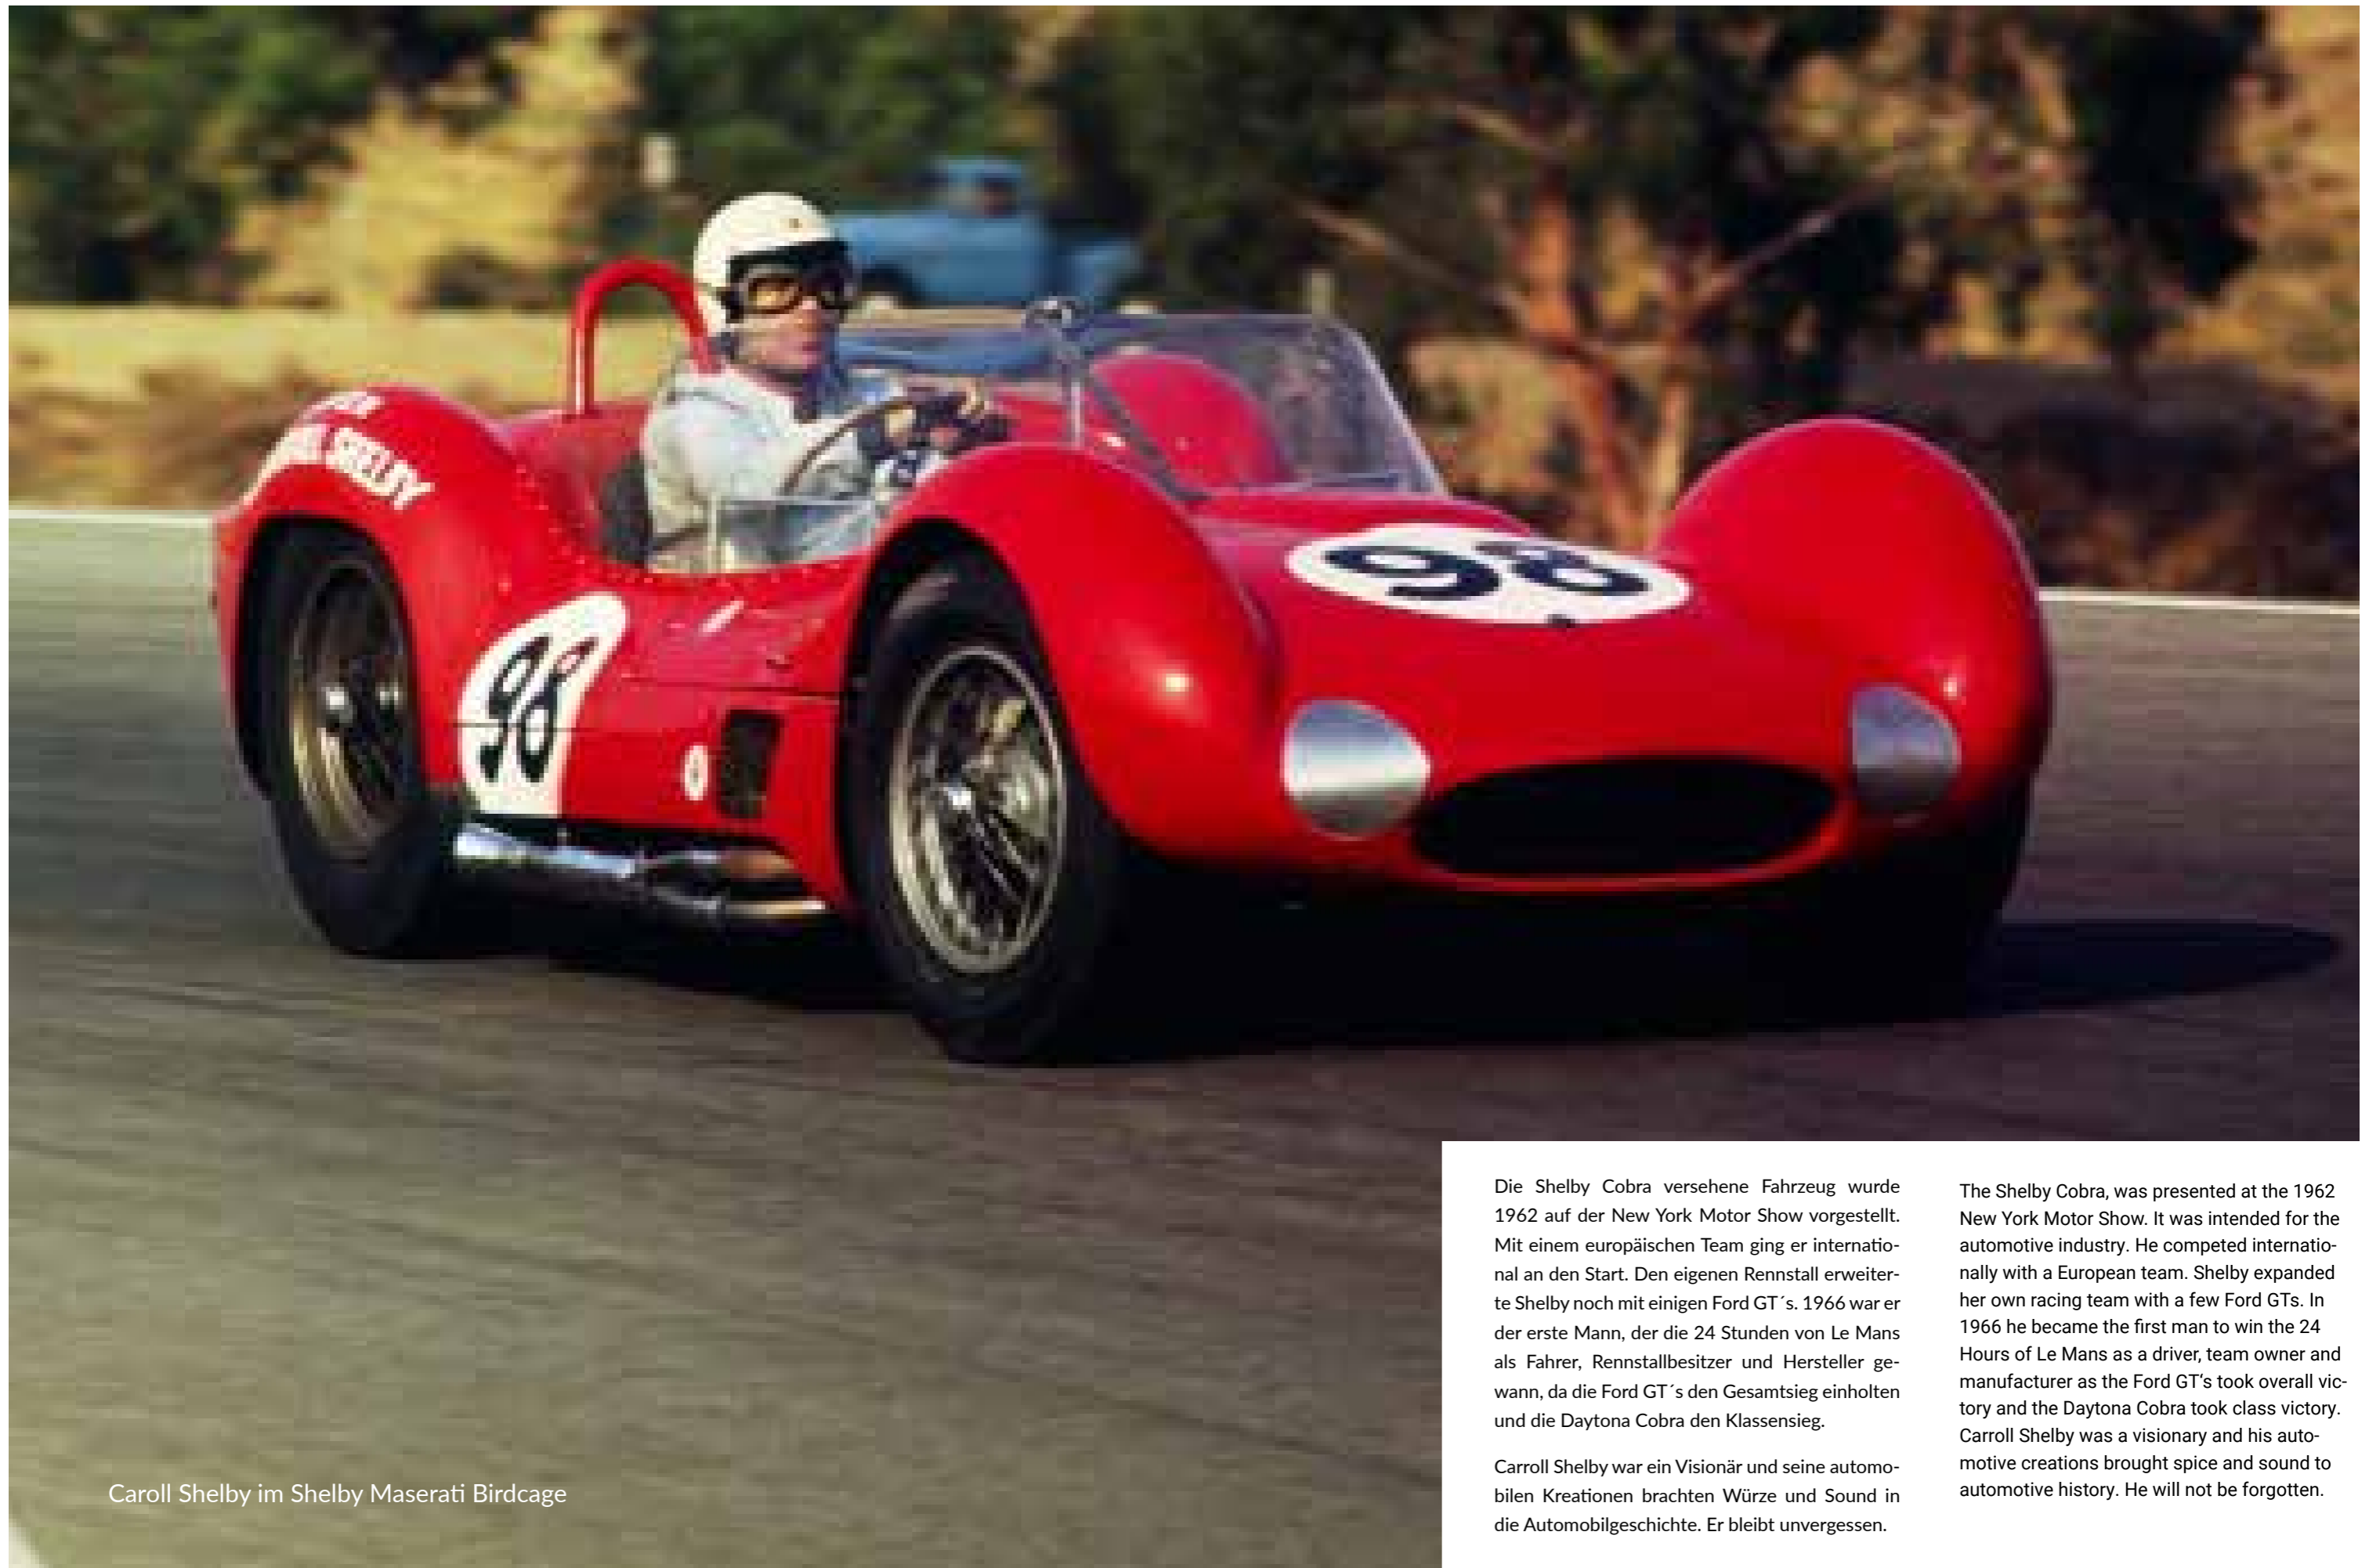 SHELBY
98
98
Caroll Shelby im Shelby Maserati Birdcage
Die Shelby Cobra versehene Fahrzeug wurde
1962 auf der New York Motor Show vorgestellt.
Mit einem europäischen Team ging er internatio-
nal an den Start. Den eigenen Rennstall erweiter-
te Shelby noch mit einigen Ford GT´s. 1966 war er
der erste Mann, der die 24 Stunden von Le Mans
als Fahrer, Rennstallbesitzer und Hersteller ge-
wann, da die Ford GT´s den Gesamtsieg einholten
und die Daytona Cobra den Klassensieg.
Carroll Shelby war ein Visionär und seine automo-
bilen Kreationen brachten Würze und Sound in
die Automobilgeschichte. Er bleibt unvergessen.
The Shelby Cobra, was presented at the 1962
New York Motor Show. It was intended for the
automotive industry. He competed internatio-
nally with a European team. Shelby expanded
her own racing team with a few Ford GTs. In
1966 he became the first man to win the 24
Hours of Le Mans as a driver, team owner and
manufacturer as the Ford GT‘s took overall vic-
tory and the Daytona Cobra took class victory.
Carroll Shelby was a visionary and his auto-
motive creations brought spice and sound to
automotive history. He will not be forgotten.